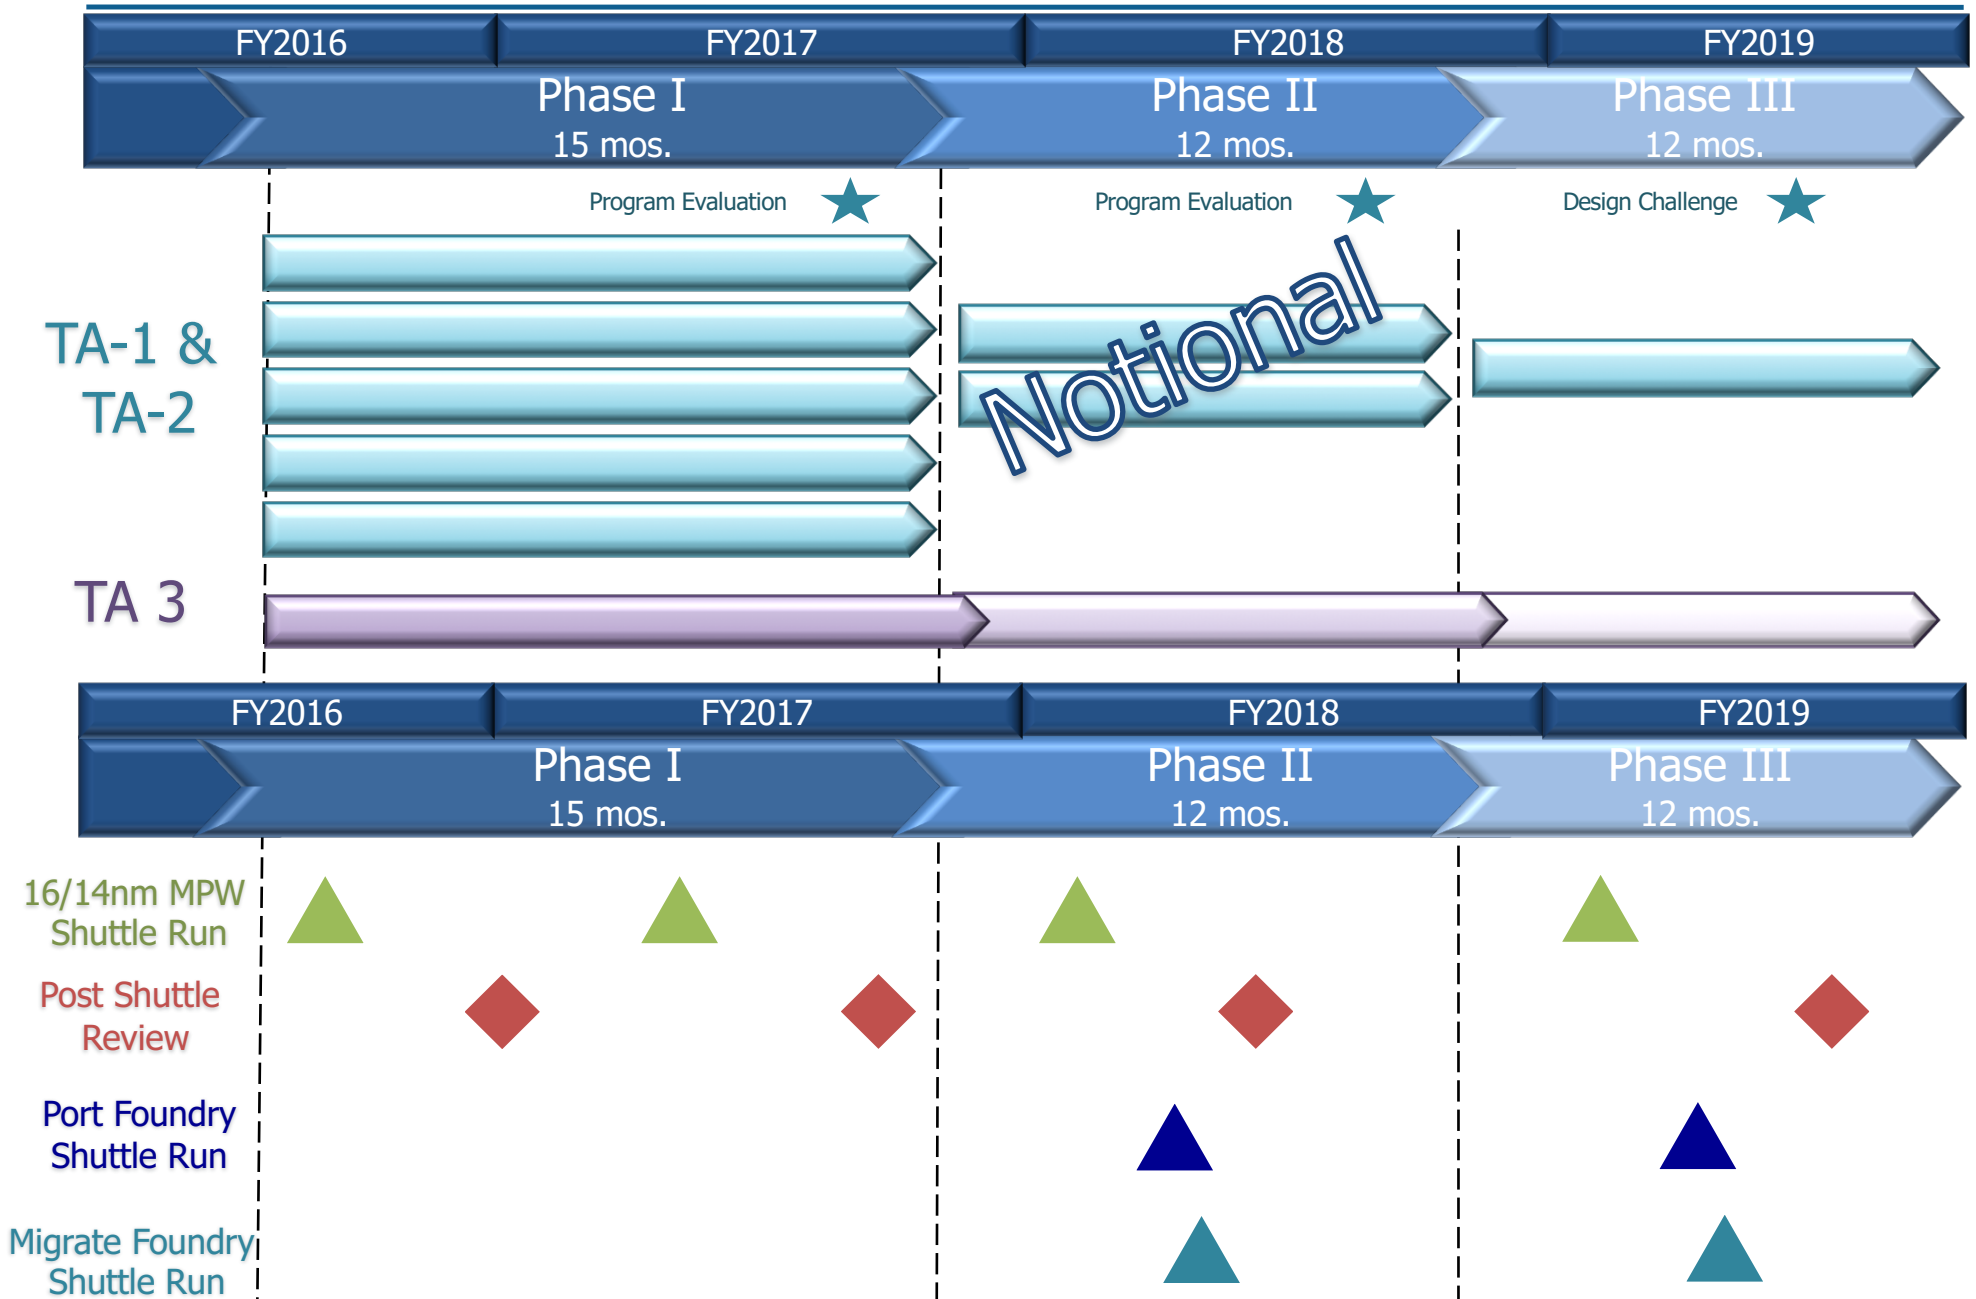 FY2016 FY2017 FY2018 FY2019
Phase I Phase II Phase III
15 mos. 12 mos. 12 mos.
Program Evaluation Program Evaluation Design Challenge
TA-1 &
TA-2
Notional
TA 3
FY2016 FY2017 FY2018 FY2019
Phase I Phase II Phase III
15 mos. 12 mos. 12 mos.
16/14nm MPW
Shuttle Run
Post Shuttle
Review
Port Foundry
Shuttle Run
Migrate Foundry
Shuttle Run